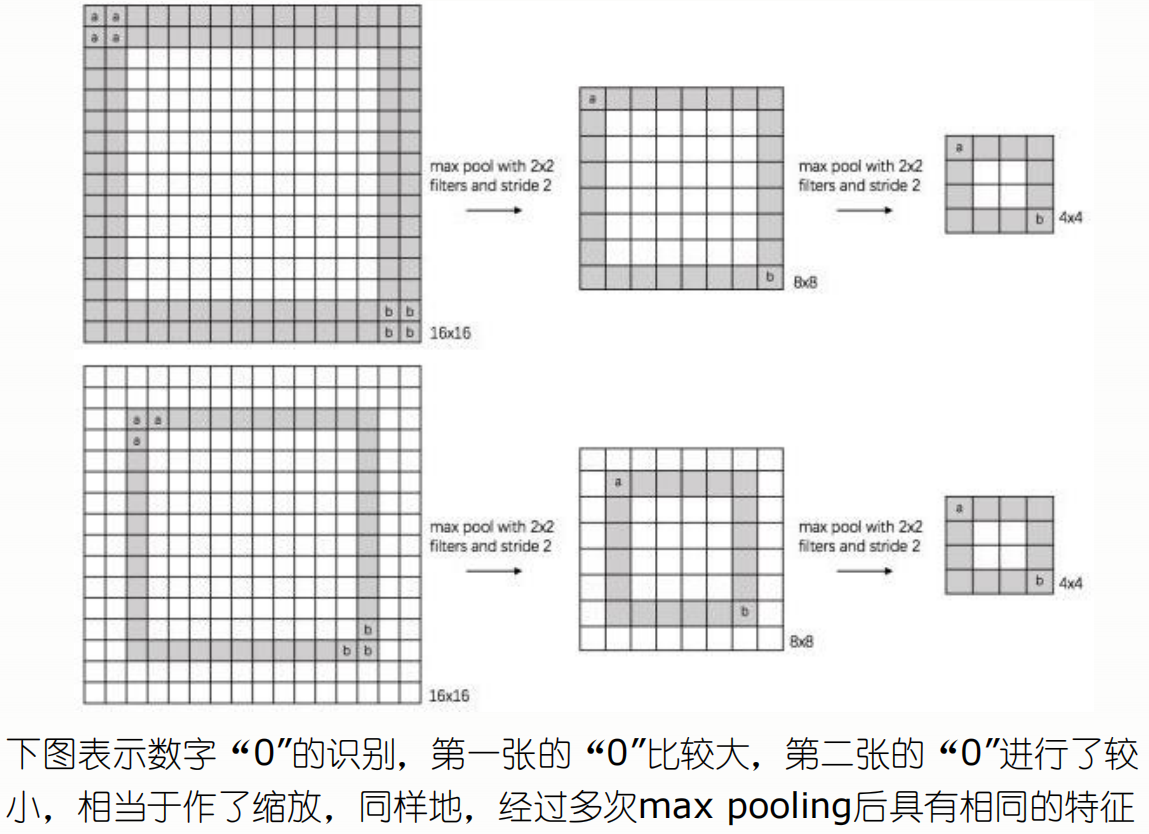 a a
a a
max pool with 2x2
filters and stride 2
b b
b b
16x16
a
b
8x8
max pool with 2x2
filters and stride 2
a
b
4x4
a a
a
max pool with 2x2
filters and stride 2
b
b b
16x16
a
b
8x8
max pool with 2x2
filters and stride 2
a
b
4x4
下图表示数字“0”的识别，第一张的“0”比较大，第二张的“0”进行了较
小，相当于作了缩放，同样地，经过多次max pooling后具有相同的特征